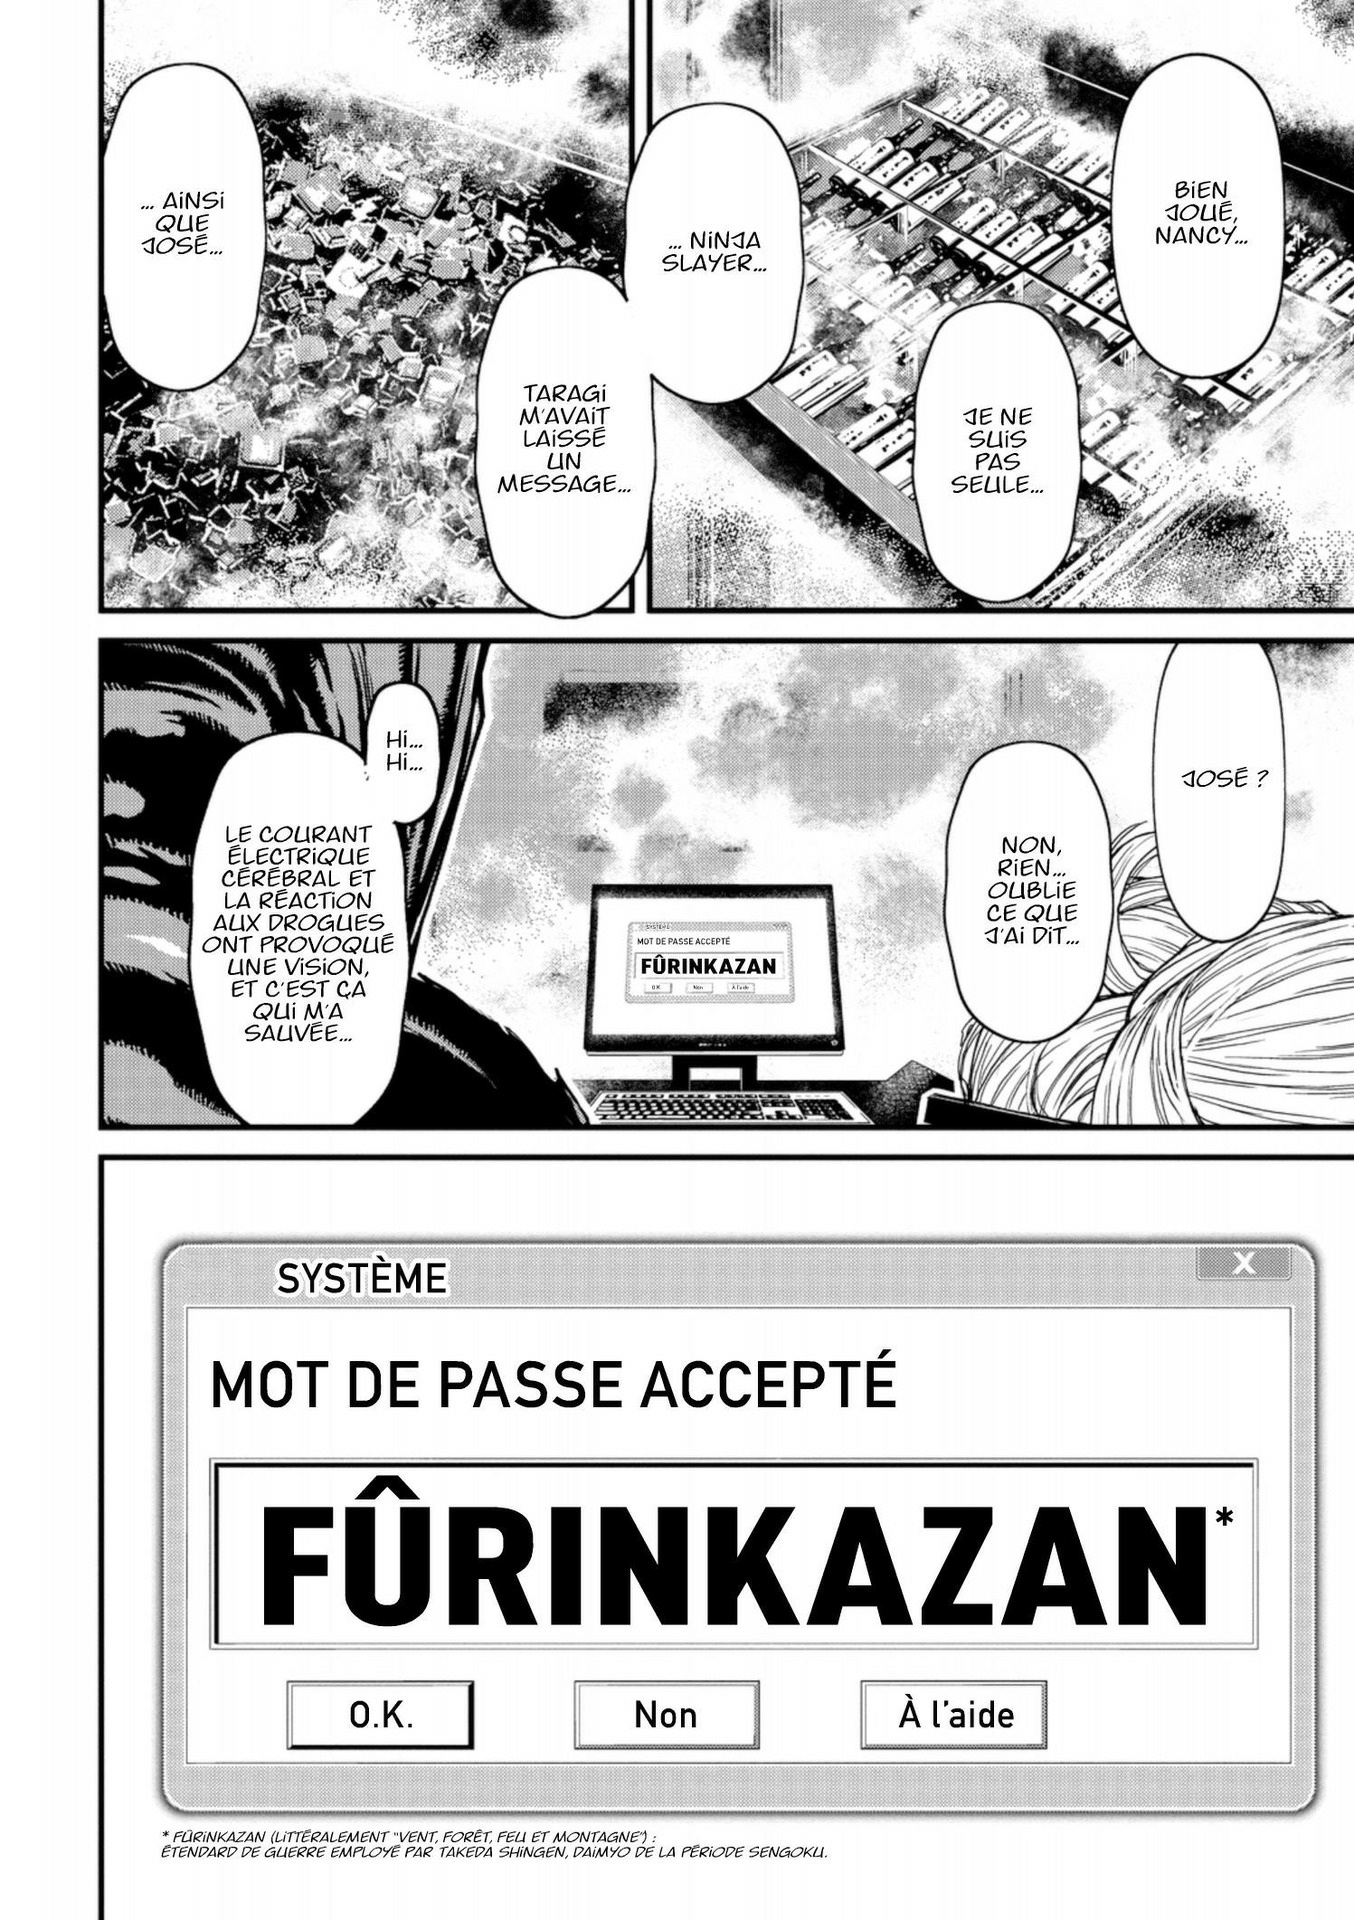 BIEN
JOUÉ,
NANCY...
JE NE
SUIS
PAS
SEULE...
... NINJA
SLAYER...
TARAGI
M'AVAIT
LAISSÉ
UN
MESSAGE...
... AINSI
QUE
JOSÉ...
JOSÉ ?
NON,
RIEN...
OUBLIE
CE QUE
J'AI DIT...
SYSTÈME
MOT DE PASSE ACCEPTÉ
FÛRINKAZAN
O.K.
Non
À l'aide
HI...
HI...
LE COURANT
ÉLECTRIQUE
CÉRÉBRAL ET
LA RÉACTION
AUX DROGUES
ONT PROVOQUÉ
UNE VISION,
ET C'EST ÇA
QUI M'A
SAUVÉE...
SYSTÈME
X
MOT DE PASSE ACCEPTÉ
FÛRINKAZAN*
O.K.
Non
À l'aide
* FÛRINKAZAN (LITTÉRALEMENT "VENT, FORÊT, FEU ET MONTAGNE") :
ÉTENDARD DE GUERRE EMPLOYÉ PAR TAKEDA SHINGEN, DAIMYO DE LA PÉRIODE SENGOKU.